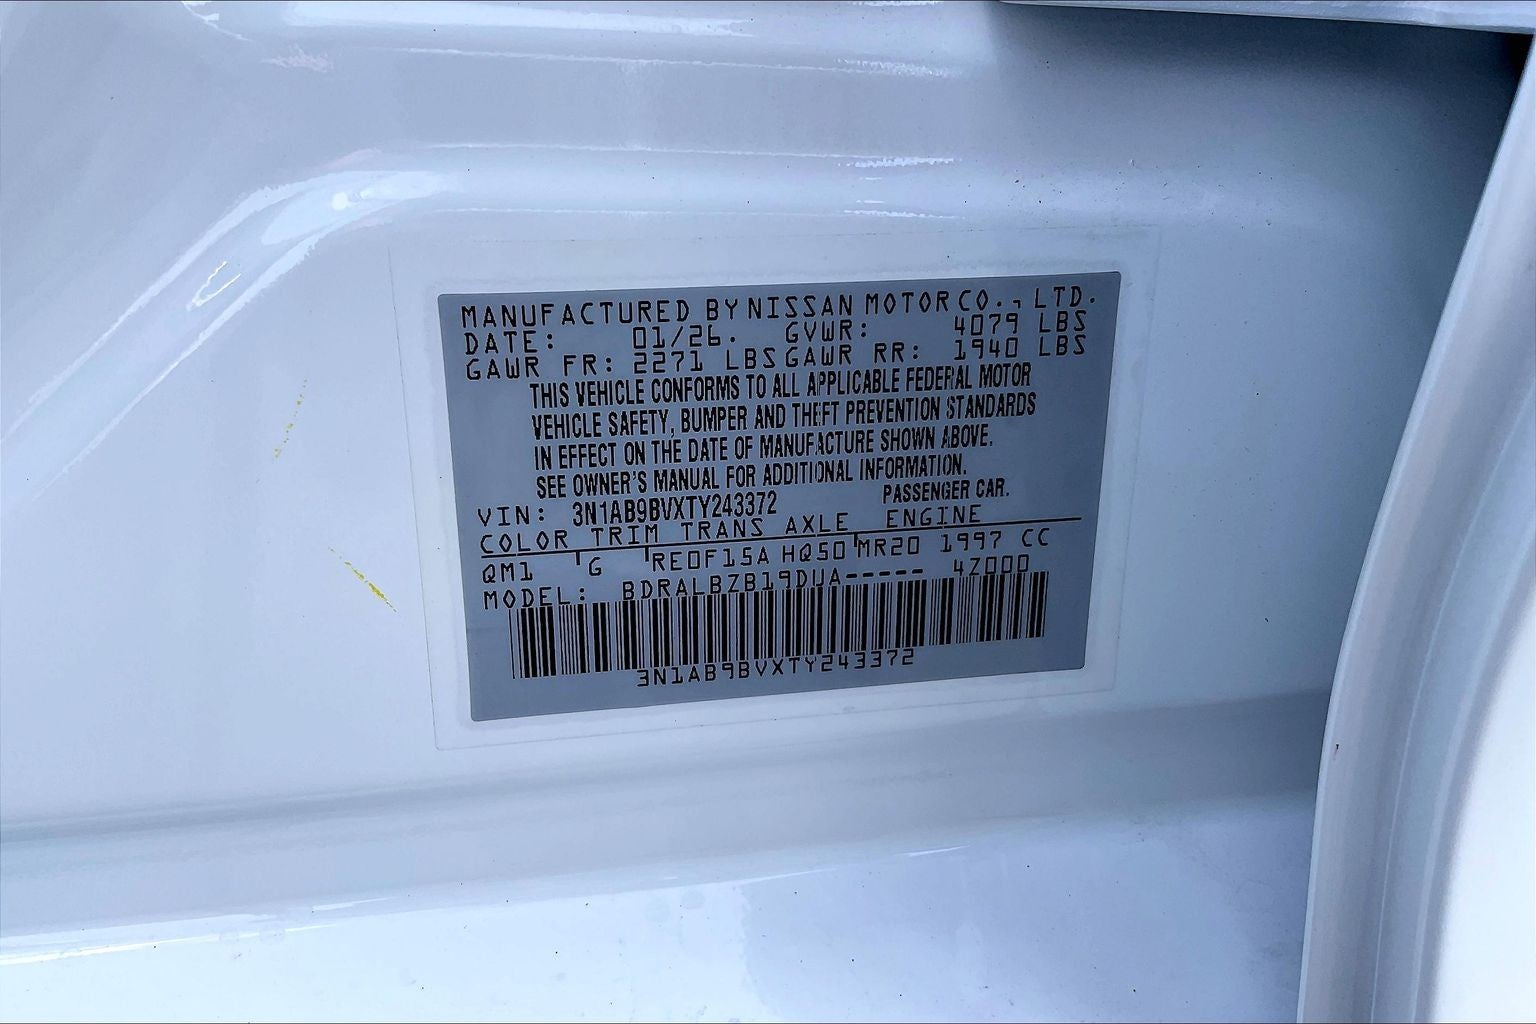 MANUFACTURED BY NISSAN MOTOR CO., LTD.
DATE: 01/26. GVWR: 4079 LBS
GAWR FR: 2271 LBS GAWR RR: 1940 LBS
THIS VEHICLE CONFORMS TO ALL APPLICABLE FEDERAL MOTOR
VEHICLE SAFETY, BUMPER AND THEFT PREVENTION STANDARDS
IN EFFECT ON THE DATE OF MANUFACTURE SHOWN ABOVE.
SEE OWNER'S MANUAL FOR ADDITIONAL INFORMATION.
VIN: 3N1AB9BVXTY243372 PASSENGER CAR.
COLOR TRIM TRANS AXLE ENGINE
QM1 G RE0F15A HQ50 MR20 1997 CC
MODEL: BDRALBZB19DUA----- 4Z000
3N1AB9BVXTY243372